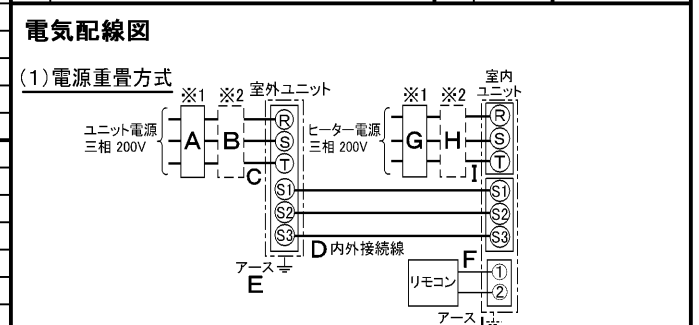 電気配線図
(1)電源重畳方式
※1 ※2 室外ユニット
ユニット電源
三相 200V
A
B
C
R
S
T
S1
S2
S3
アース
E
D 内外接続線
※1 ※2 室内
ユニット
ヒーター電源
三相 200V
G
H
I
R
S
T
S1
S2
S3
F
リモコン
①
②
アース